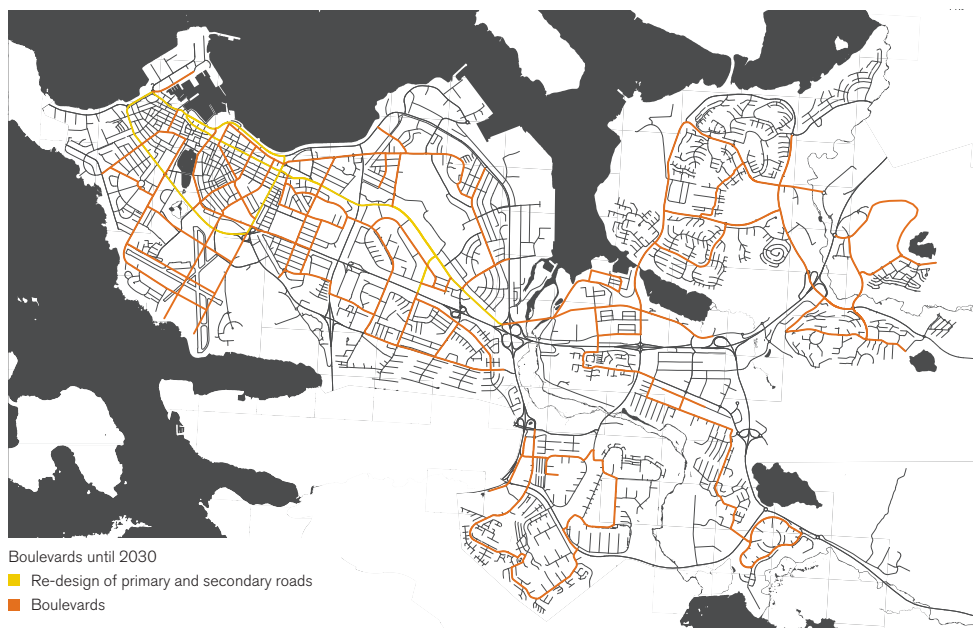 Boulevards until 2030
Re-design of primary and secondary roads
Boulevards